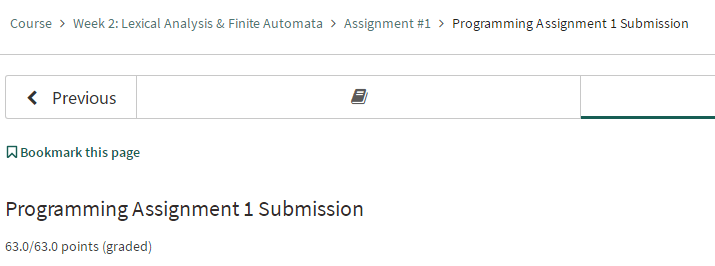 Course > Week 2: Lexical Analysis & Finite Automata > Assignment #1 > Programming Assignment 1 Submission
Previous
Bookmark this page
Programming Assignment 1 Submission
63.0/63.0 points (graded)